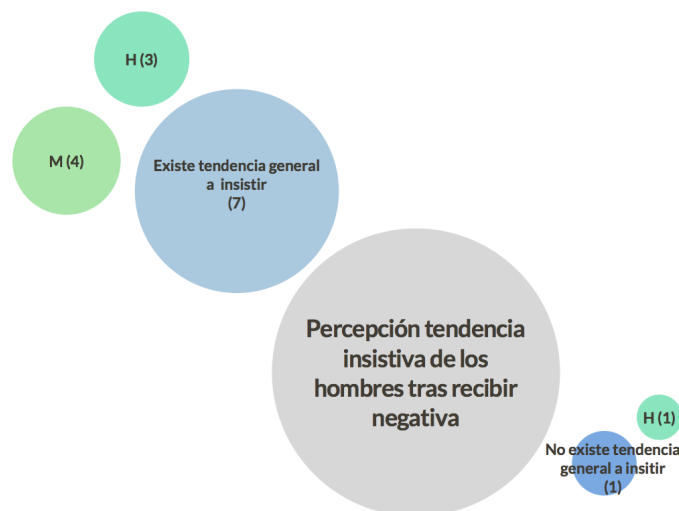 H (3)
M (4)
Existe tendencia general
a insistir
(7)
Percepción tendencia
insistiva de los
hombres tras recibir
negativa
H (1)
No existe tendencia
general a insitir
(1)